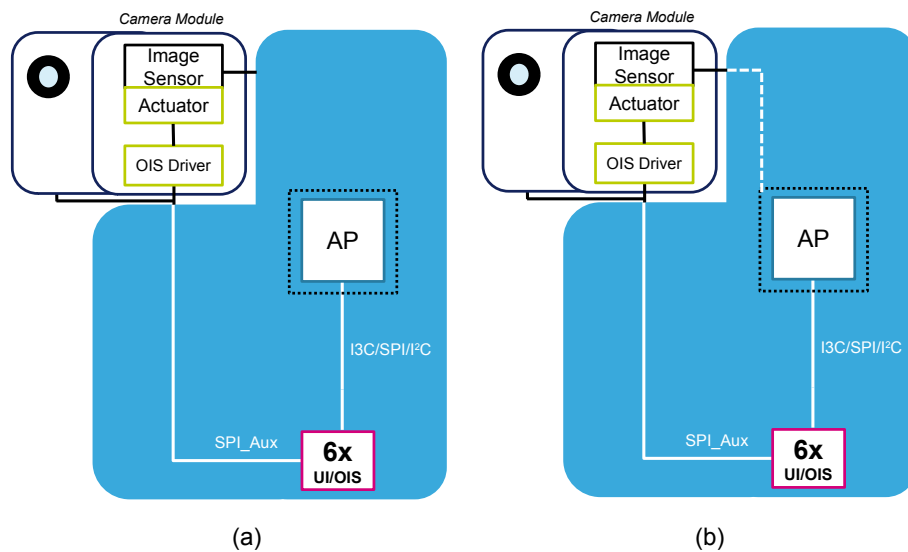 Camera Module
Image
Sensor
Actuator
OIS Driver
AP
I3C/SPI/I²C
SPI_Aux
6x
UI/OIS
(a)
Camera Module
Image
Sensor
Actuator
OIS Driver
AP
I3C/SPI/I²C
SPI_Aux
6x
UI/OIS
(b)